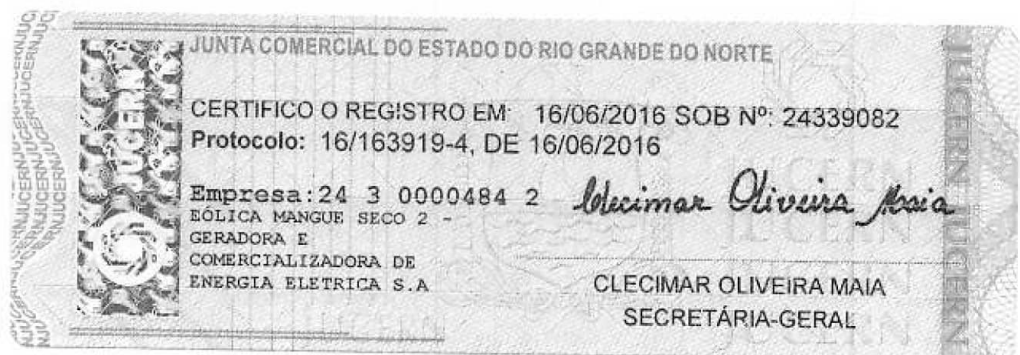 JUNTA COMERCIAL DO ESTADO DO RIO GRANDE DO NORTE
CERTIFICO O REGISTRO EM: 16/06/2016 SOB Nº: 24339082
Protocolo: 16/163919-4, DE 16/06/2016
Empresa:24 3 0000484 2
EÓLICA MANGUE SECO 2 -
GERADORA E
COMERCIALIZADORA DE
ENERGIA ELETRICA S.A
Clecimar Oliveira Maia
CLECIMAR OLIVEIRA MAIA
SECRETÁRIA-GERAL
JUCERN
JUCERN JUCERN